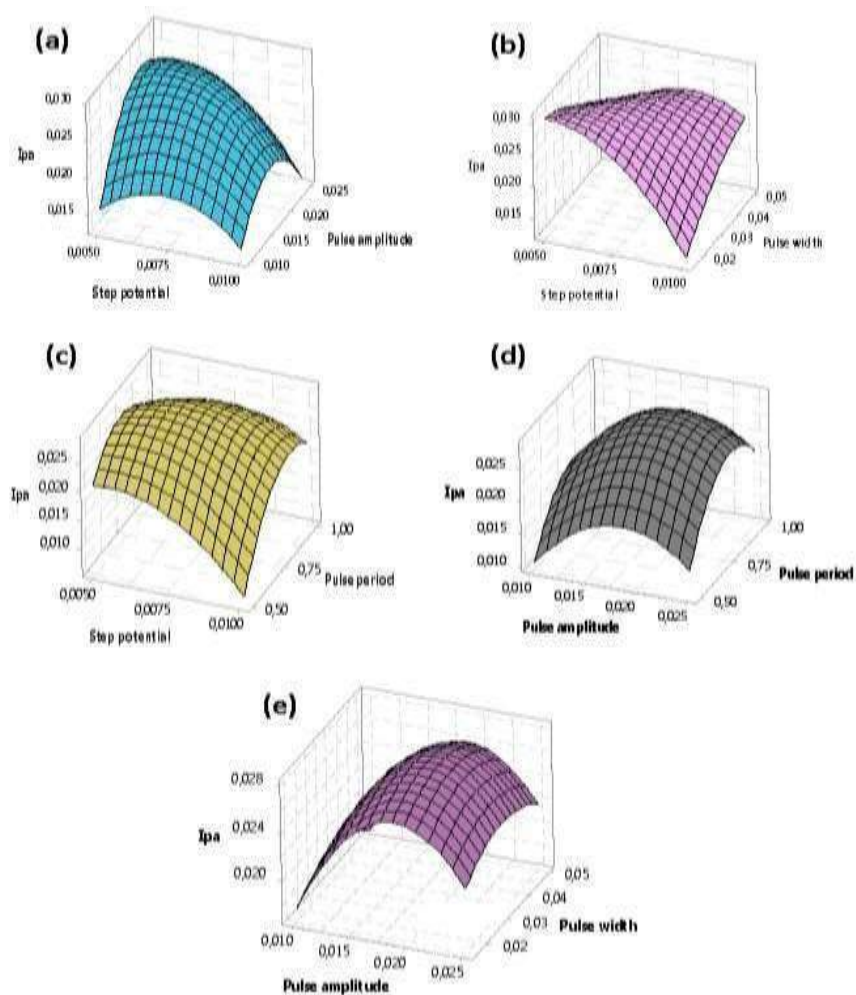 (a)
0,030
0,025
0,020
0,015
Ipa
0,0050
0,0075
0,0100
Step potential
0,010
0,015
0,020
0,025
Pulse amplitude
(b)
0,030
0,025
0,020
0,015
Ipa
0,0050
0,0075
0,0100
Step potential
0,02
0,03
0,04
0,05
Pulse width
(c)
0,025
0,020
0,015
0,010
Ipa
0,0050
0,0075
0,0100
Step potential
0,50
0,75
1,00
Pulse period
(d)
0,025
0,020
0,015
0,010
Ipa
0,010
0,015
0,020
0,025
Pulse amplitude
0,50
0,75
1,00
Pulse period
(e)
0,028
0,024
0,020
Ipa
0,010
0,015
0,020
0,025
Pulse amplitude
0,02
0,03
0,04
0,05
Pulse width